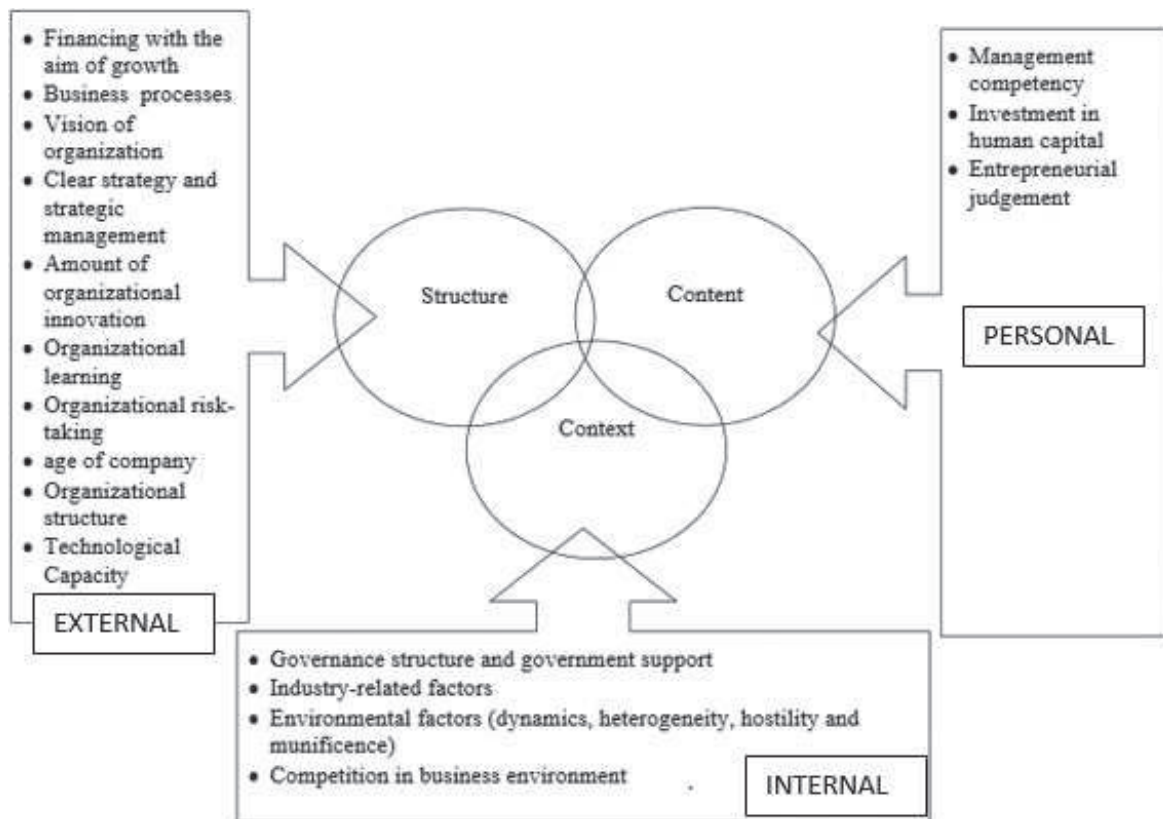 ● Financing with the
aim of growth
● Business processes
● Vision of
organization
● Clear strategy and
strategic
management
● Amount of
organizational
innovation
● Organizational
learning
● Organizational risk-
taking
● age of company
● Organizational
structure
● Technological
Capacity
EXTERNAL
Structure
Content
Context
● Management
competency
● Investment in
human capital
● Entrepreneurial
judgement
PERSONAL
● Governance structure and government support
● Industry-related factors
● Environmental factors (dynamics, heterogeneity, hostility and
munificence)
● Competition in business environment .
INTERNAL